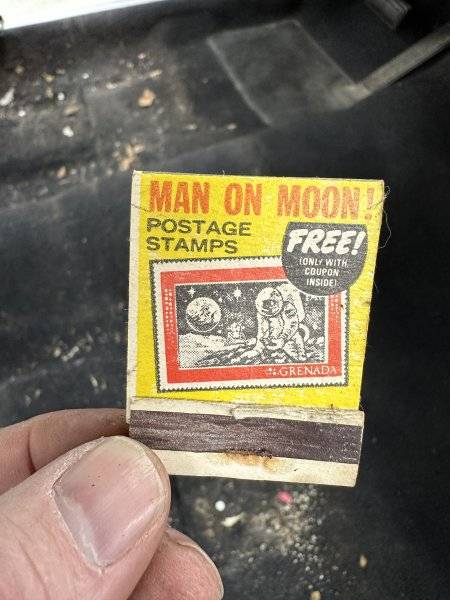 MAN ON MOON!
POSTAGE
STAMPS
FREE!
(ONLY WITH
COUPON
INSIDE)
GRENADA